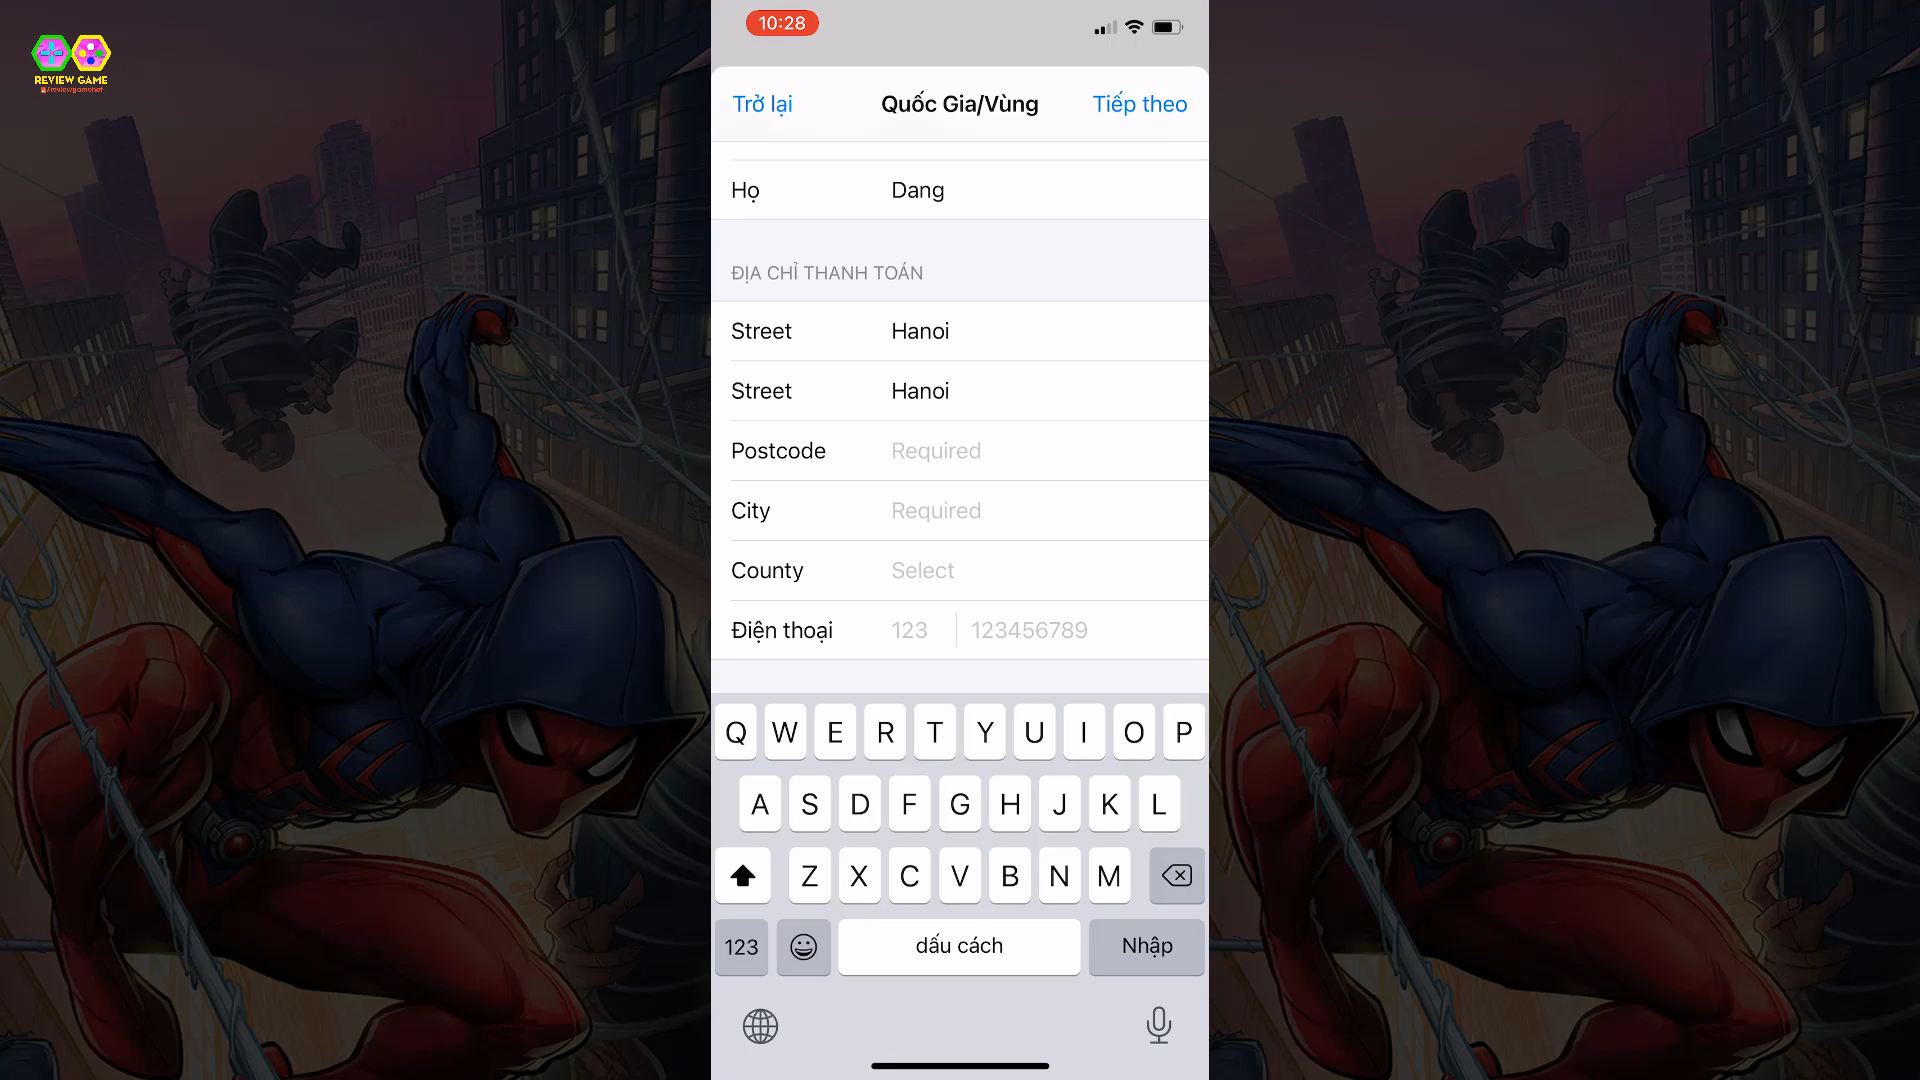 REVIEW GAME
/reviewgamehot
10:28
Trở lại
Quốc Gia/Vùng
Tiếp theo
Họ
Dang
ĐỊA CHỈ THANH TOÁN
Street
Hanoi
Street
Hanoi
Postcode
Required
City
Required
County
Select
Điện thoại
123
123456789
Q W E R T Y U I O P
A S D F G H J K L
Z X C V B N M
123
dấu cách
Nhập